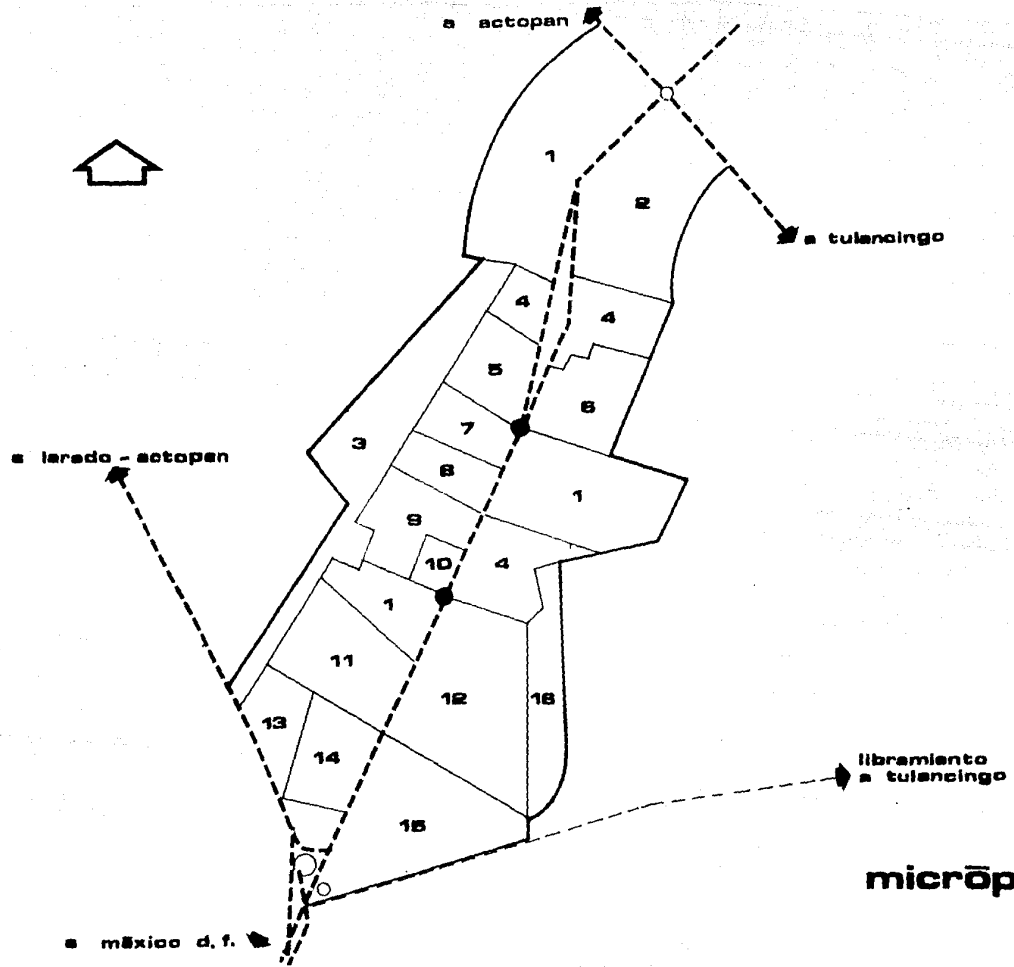 a actopan
1
2
a tulancingo
4
4
5
6
7
3
a larado - actopan
8
1
9
10
4
1
11
12
16
13
14
libramiento
a tulancingo
15
micrōp
a mēxico d.f.